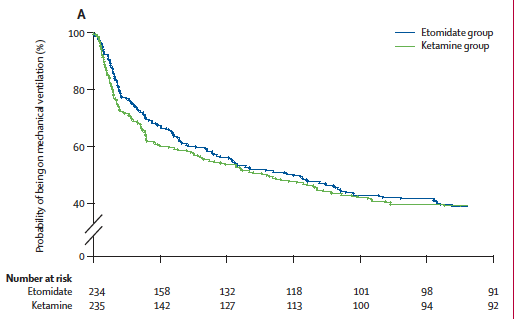 A
100
80
60
40
0
Probability of being on mechanical ventilation (%)
Etomidate group
Ketamine group
Number at risk
Etomidate 234 158 132 118 101 98 91
Ketamine 235 142 127 113 100 94 92